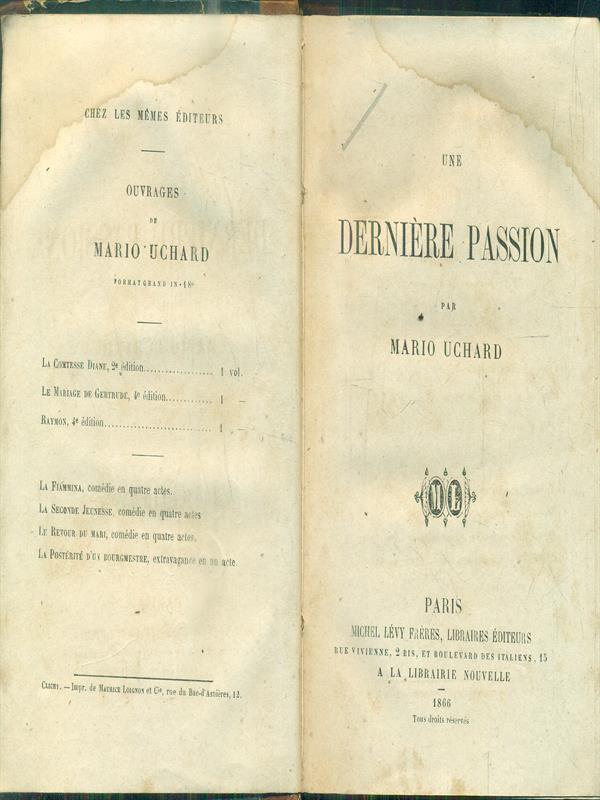 CHEZ LES MÊMES ÉDITEURS
OUVRAGES
DE
MARIO UCHARD
FORMAT GRAND IN-18º
LA COMTESSE DIANE, 2e édition.................. 1 vol.
LE MARIAGE DE GERTRUDE, 4e édition............ 1 —
RAYMON, 4e édition.............................. 1 —
LA FIAMMINA, comédie en quatre actes.
LA SECONDE JEUNESSE, comédie en quatre actes
LE RETOUR DU MARI, comédie en quatre actes.
LA POSTÉRITÉ D'UN BOURGMESTRE, extravagance en un acte.
CLICHY. — Impr. de MAURICE LOIGNON et Cie, rue du Bac-d'Asnières, 12.
UNE
DERNIÈRE PASSION
PAR
MARIO UCHARD
ML
PARIS
MICHEL LÉVY FRÈRES, LIBRAIRES ÉDITEURS
RUE VIVIENNE, 2 BIS, ET BOULEVARD DES ITALIENS, 15
A LA LIBRAIRIE NOUVELLE
1866
Tous droits réservés